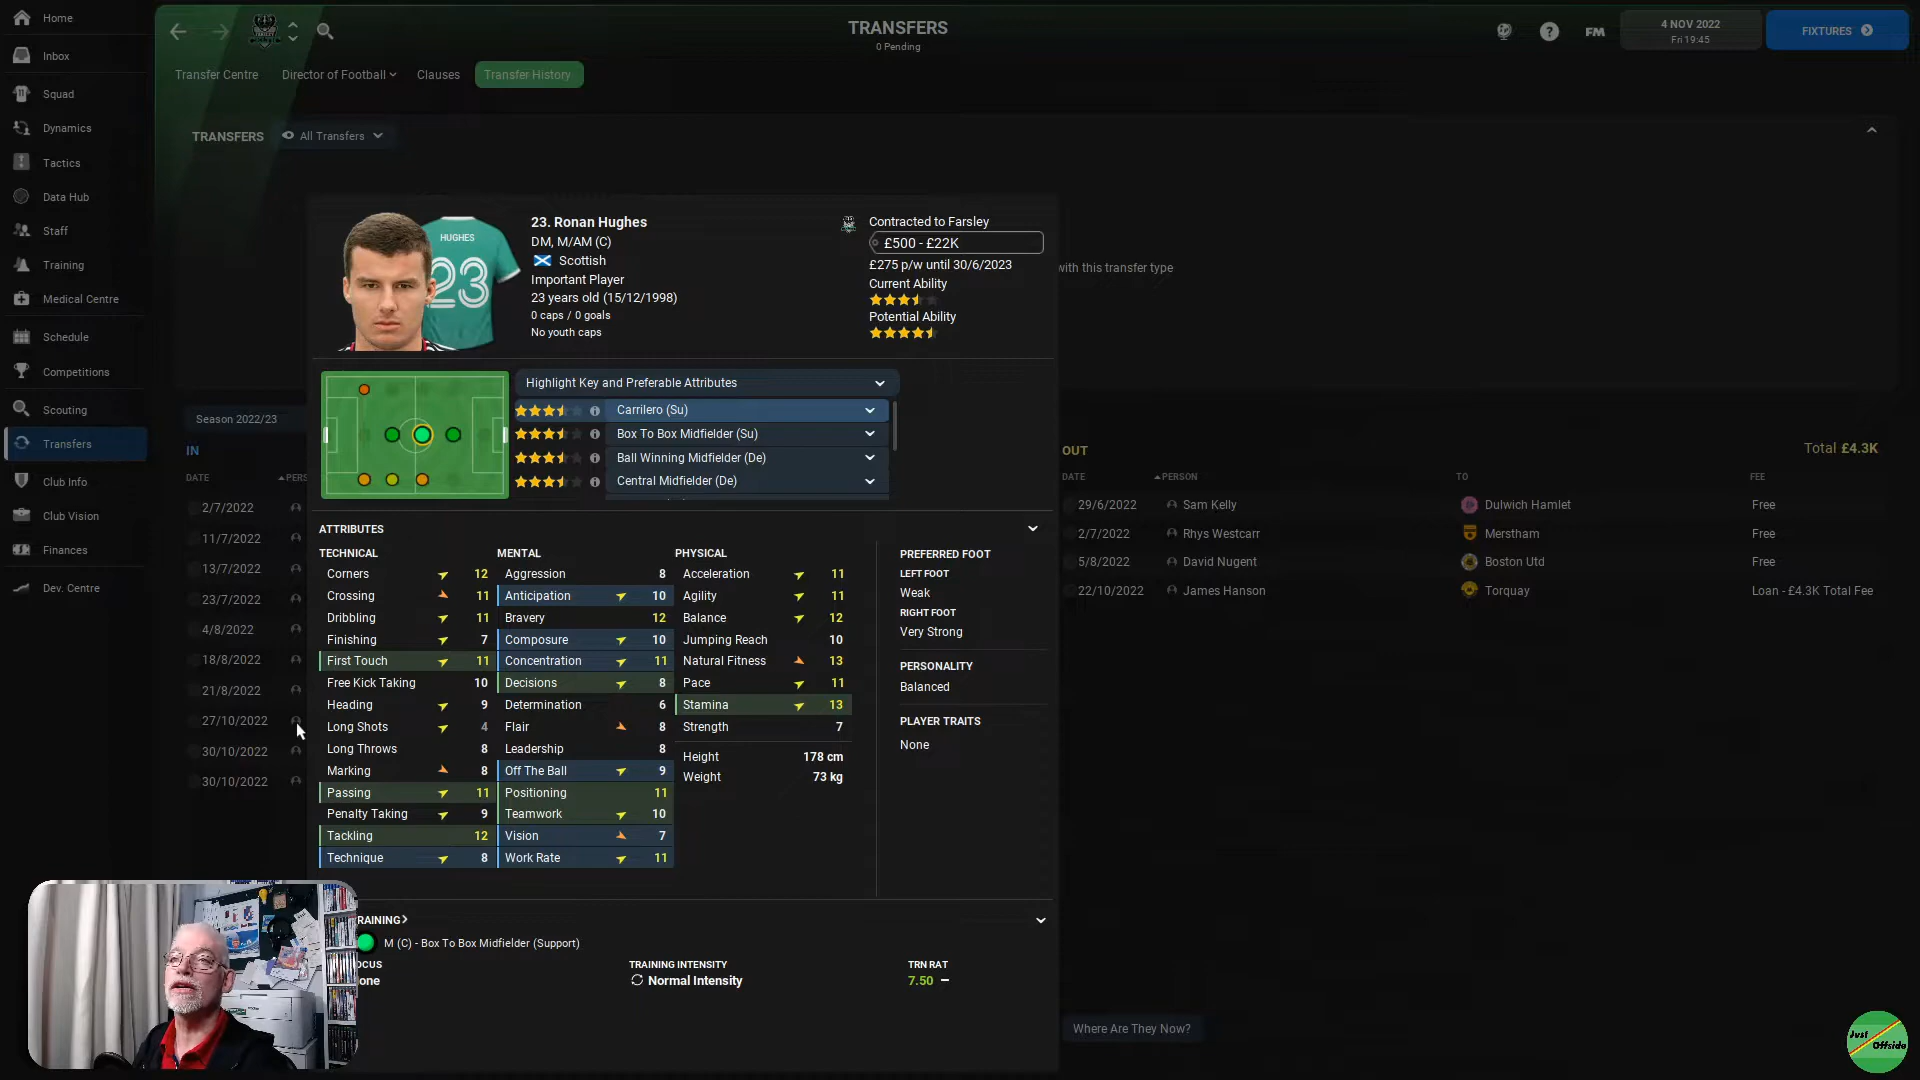 Home
Inbox
Squad
Dynamics
Tactics
Data Hub
Staff
Training
Medical Centre
Schedule
Competitions
Scouting
Transfers
Club Info
Club Vision
Finances
Dev. Centre
TRANSFERS
0 Pending
FM
4 NOV 2022
Fri 19:45
FIXTURES
Transfer Centre
Director of Football
Clauses
Transfer History
TRANSFERS
All Transfers
with this transfer type
Season 2022/23
IN
DATE
PERS
2/7/2022
11/7/2022
13/7/2022
23/7/2022
4/8/2022
18/8/2022
21/8/2022
27/10/2022
30/10/2022
30/10/2022
HUGHES
23
23. Ronan Hughes
DM, M/AM (C)
Scottish
Important Player
23 years old (15/12/1998)
0 caps / 0 goals
No youth caps
Contracted to Farsley
£500 - £22K
£275 p/w until 30/6/2023
Current Ability
Potential Ability
Highlight Key and Preferable Attributes
Carrilero (Su)
Box To Box Midfielder (Su)
Ball Winning Midfielder (De)
Central Midfielder (De)
ATTRIBUTES
TECHNICAL
Corners 12
Crossing 11
Dribbling 11
Finishing 7
First Touch 11
Free Kick Taking 10
Heading 9
Long Shots 4
Long Throws 8
Marking 8
Passing 11
Penalty Taking 9
Tackling 12
Technique 8
MENTAL
Aggression 8
Anticipation 10
Bravery 12
Composure 10
Concentration 11
Decisions 8
Determination 6
Flair 8
Leadership 8
Off The Ball 9
Positioning 11
Teamwork 10
Vision 7
Work Rate 11
PHYSICAL
Acceleration 11
Agility 11
Balance 12
Jumping Reach 10
Natural Fitness 13
Pace 11
Stamina 13
Strength 7
Height 178 cm
Weight 73 kg
PREFERRED FOOT
LEFT FOOT
Weak
RIGHT FOOT
Very Strong
PERSONALITY
Balanced
PLAYER TRAITS
None
RAINING
M (C) - Box To Box Midfielder (Support)
OCUS
one
TRAINING INTENSITY
Normal Intensity
TRN RAT
7.50
OUT
Total £4.3K
DATE PERSON TO FEE
29/6/2022 Sam Kelly Dulwich Hamlet Free
2/7/2022 Rhys Westcarr Merstham Free
5/8/2022 David Nugent Boston Utd Free
22/10/2022 James Hanson Torquay Loan - £4.3K Total Fee
Where Are They Now?
Just
Offside